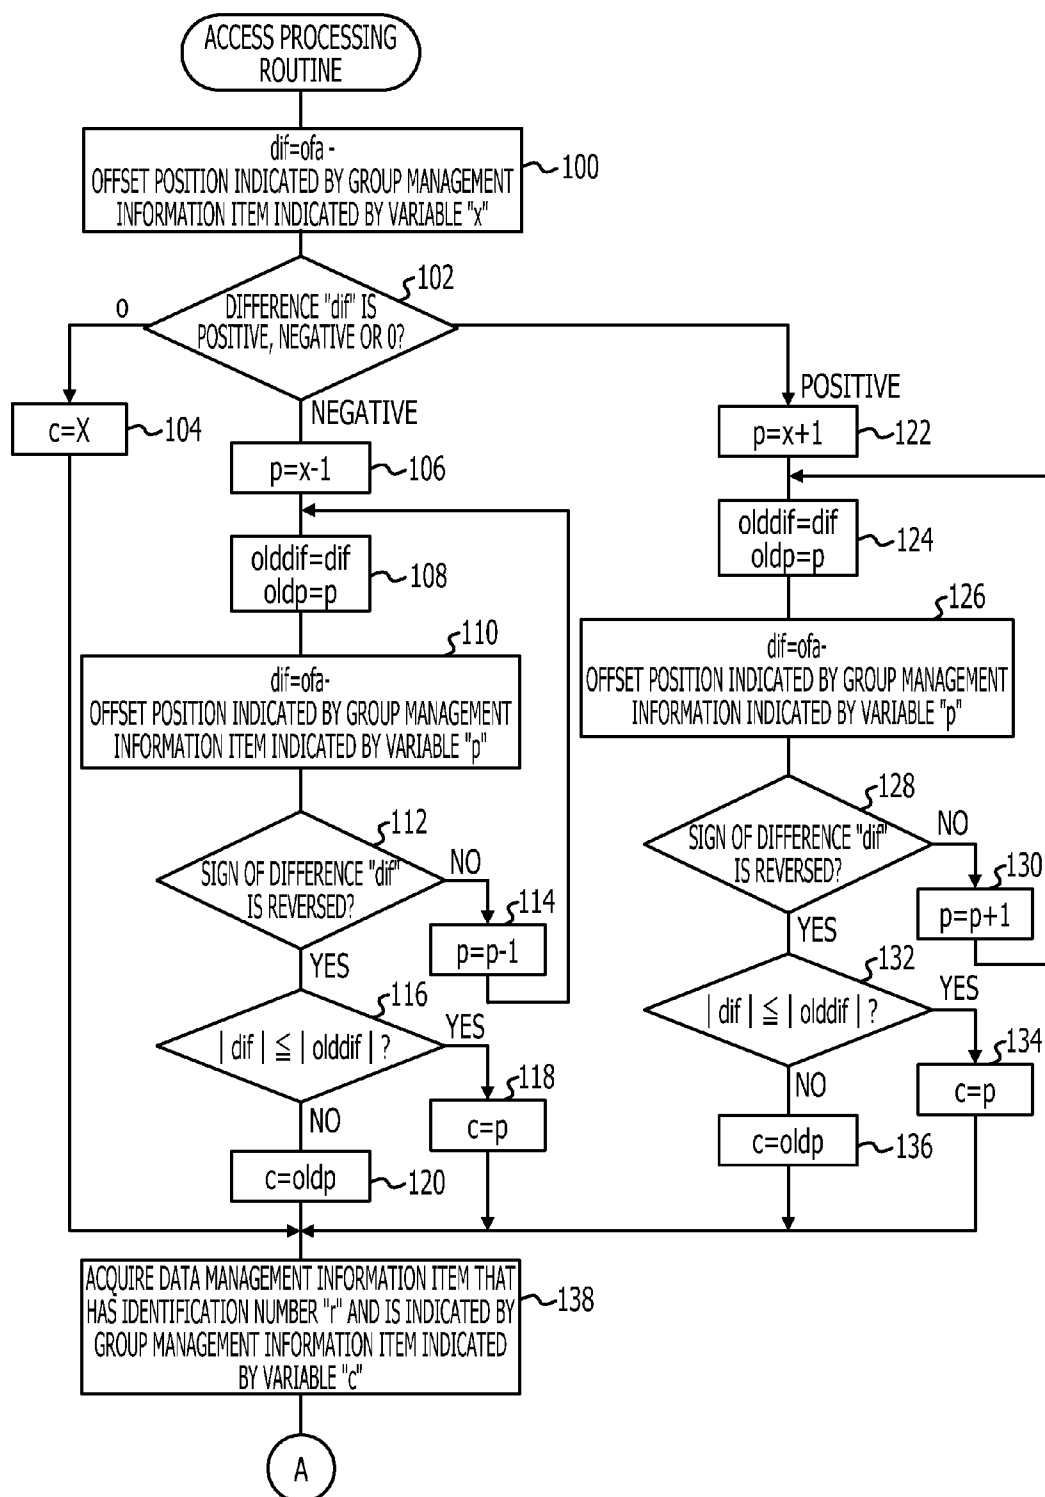 ACCESS PROCESSING
ROUTINE
dif=ofa -
OFFSET POSITION INDICATED BY GROUP MANAGEMENT
INFORMATION ITEM INDICATED BY VARIABLE "x"
100
102
DIFFERENCE "dif" IS
POSITIVE, NEGATIVE OR 0?
0
c=X
104
NEGATIVE
p=x-1
106
olddif=dif
oldp=p
108
110
dif=ofa-
OFFSET POSITION INDICATED BY GROUP MANAGEMENT
INFORMATION ITEM INDICATED BY VARIABLE "p"
112
SIGN OF DIFFERENCE "dif"
IS REVERSED?
NO
114
p=p-1
YES
116
| dif | ≦ | olddif | ?
YES
118
c=p
NO
c=oldp
120
POSITIVE
p=x+1
122
olddif=dif
oldp=p
124
126
dif=ofa-
OFFSET POSITION INDICATED BY GROUP MANAGEMENT
INFORMATION INDICATED BY VARIABLE "p"
128
SIGN OF DIFFERENCE "dif"
IS REVERSED?
NO
130
p=p+1
YES
132
| dif | ≦ | olddif | ?
YES
134
c=p
NO
c=oldp
136
ACQUIRE DATA MANAGEMENT INFORMATION ITEM THAT
HAS IDENTIFICATION NUMBER "r" AND IS INDICATED BY
GROUP MANAGEMENT INFORMATION ITEM INDICATED
BY VARIABLE "c"
138
A